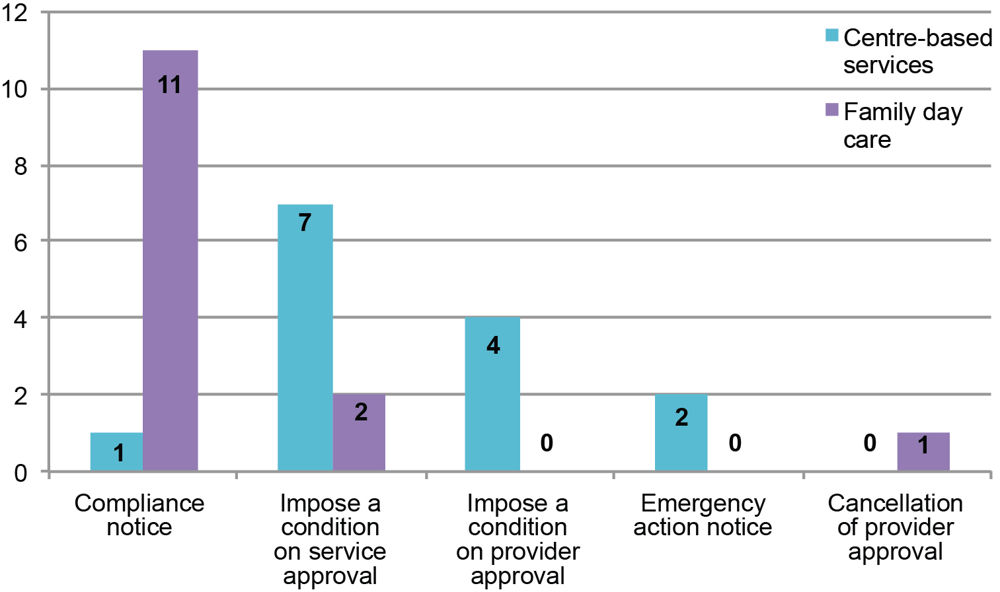 12
10
8
6
4
2
0
Centre-based
services
Family day
care
1
11
7
2
4
0
2
0
0
1
Compliance
notice
Impose a
condition
on service
approval
Impose a
condition
on provider
approval
Emergency
action notice
Cancellation
of provider
approval